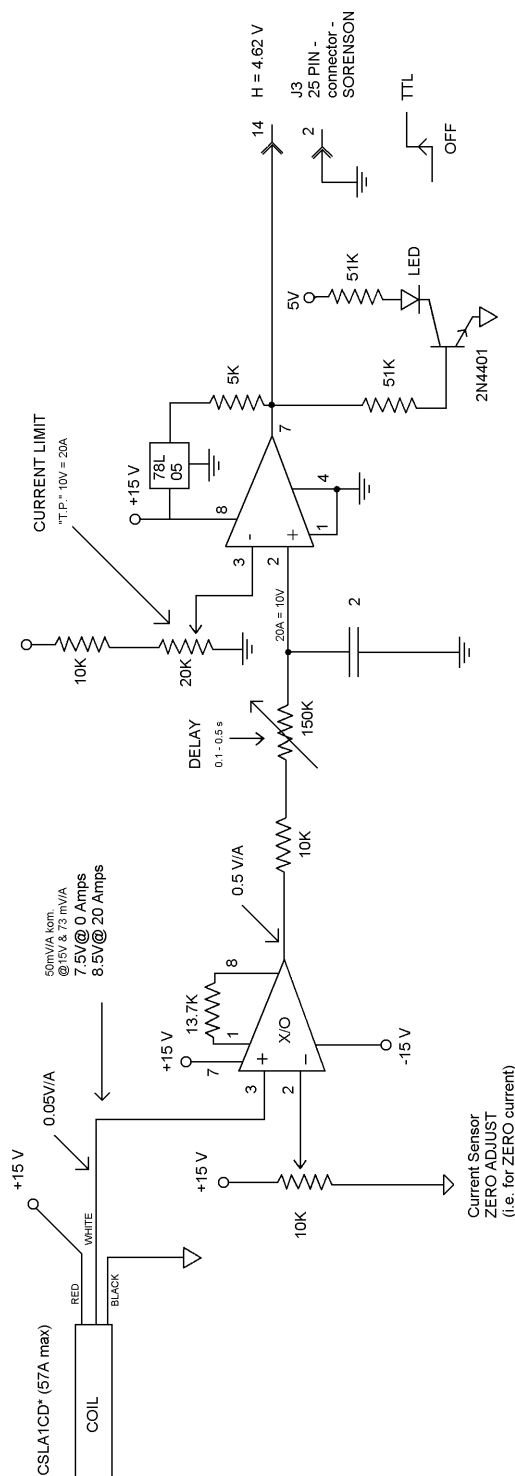 CSLA1CD* (57A max)
COIL
RED
WHITE
BLACK
+15 V
0.05V/A
50mV/A kom.
@15V & 73 mV/A
7.5V@ 0 Amps
8.5V@ 20 Amps
+15 V
10K
Current Sensor
ZERO ADJUST
(i.e. for ZERO current)
+15 V
7
3
2
+
–
X/O
1
8
13.7K
-15 V
0.5 V/A
10K
DELAY
0.1 - 0.5 s
150K
20A = 10V
2
10K
20K
CURRENT LIMIT
"T.P." 10V = 20A
+15 V
78L
05
5K
8
3
2
-
+
1
4
7
51K
5V
51K
LED
2N4401
14
H = 4.62 V
2
J3
25 PIN -
connector -
SORENSON
TTL
OFF